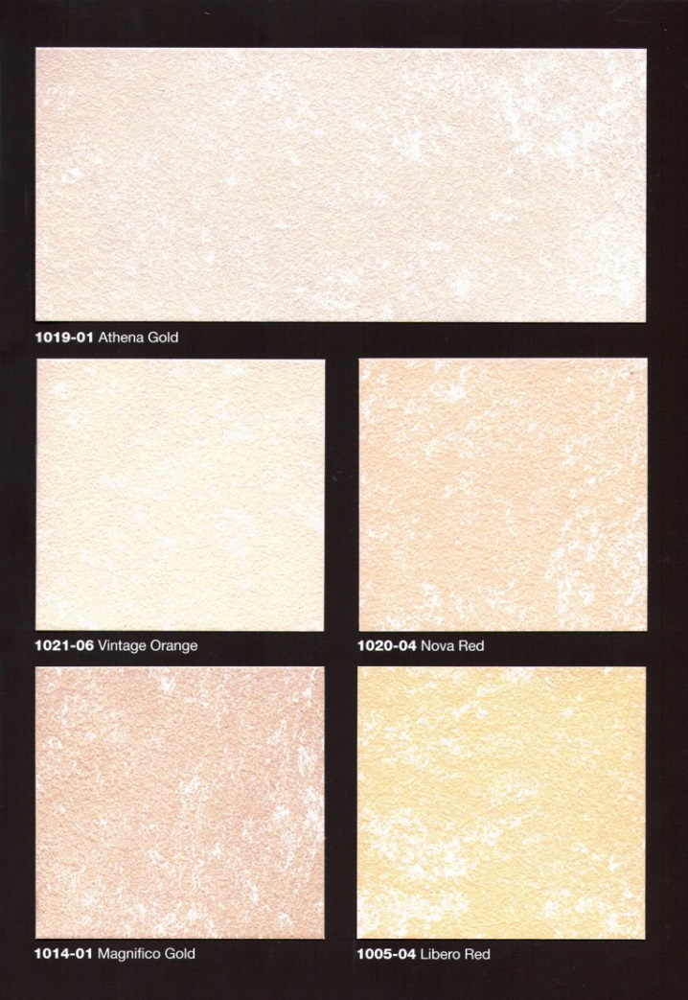 1019-01 Athena Gold
1021-06 Vintage Orange
1020-04 Nova Red
1014-01 Magnifico Gold
1005-04 Libero Red